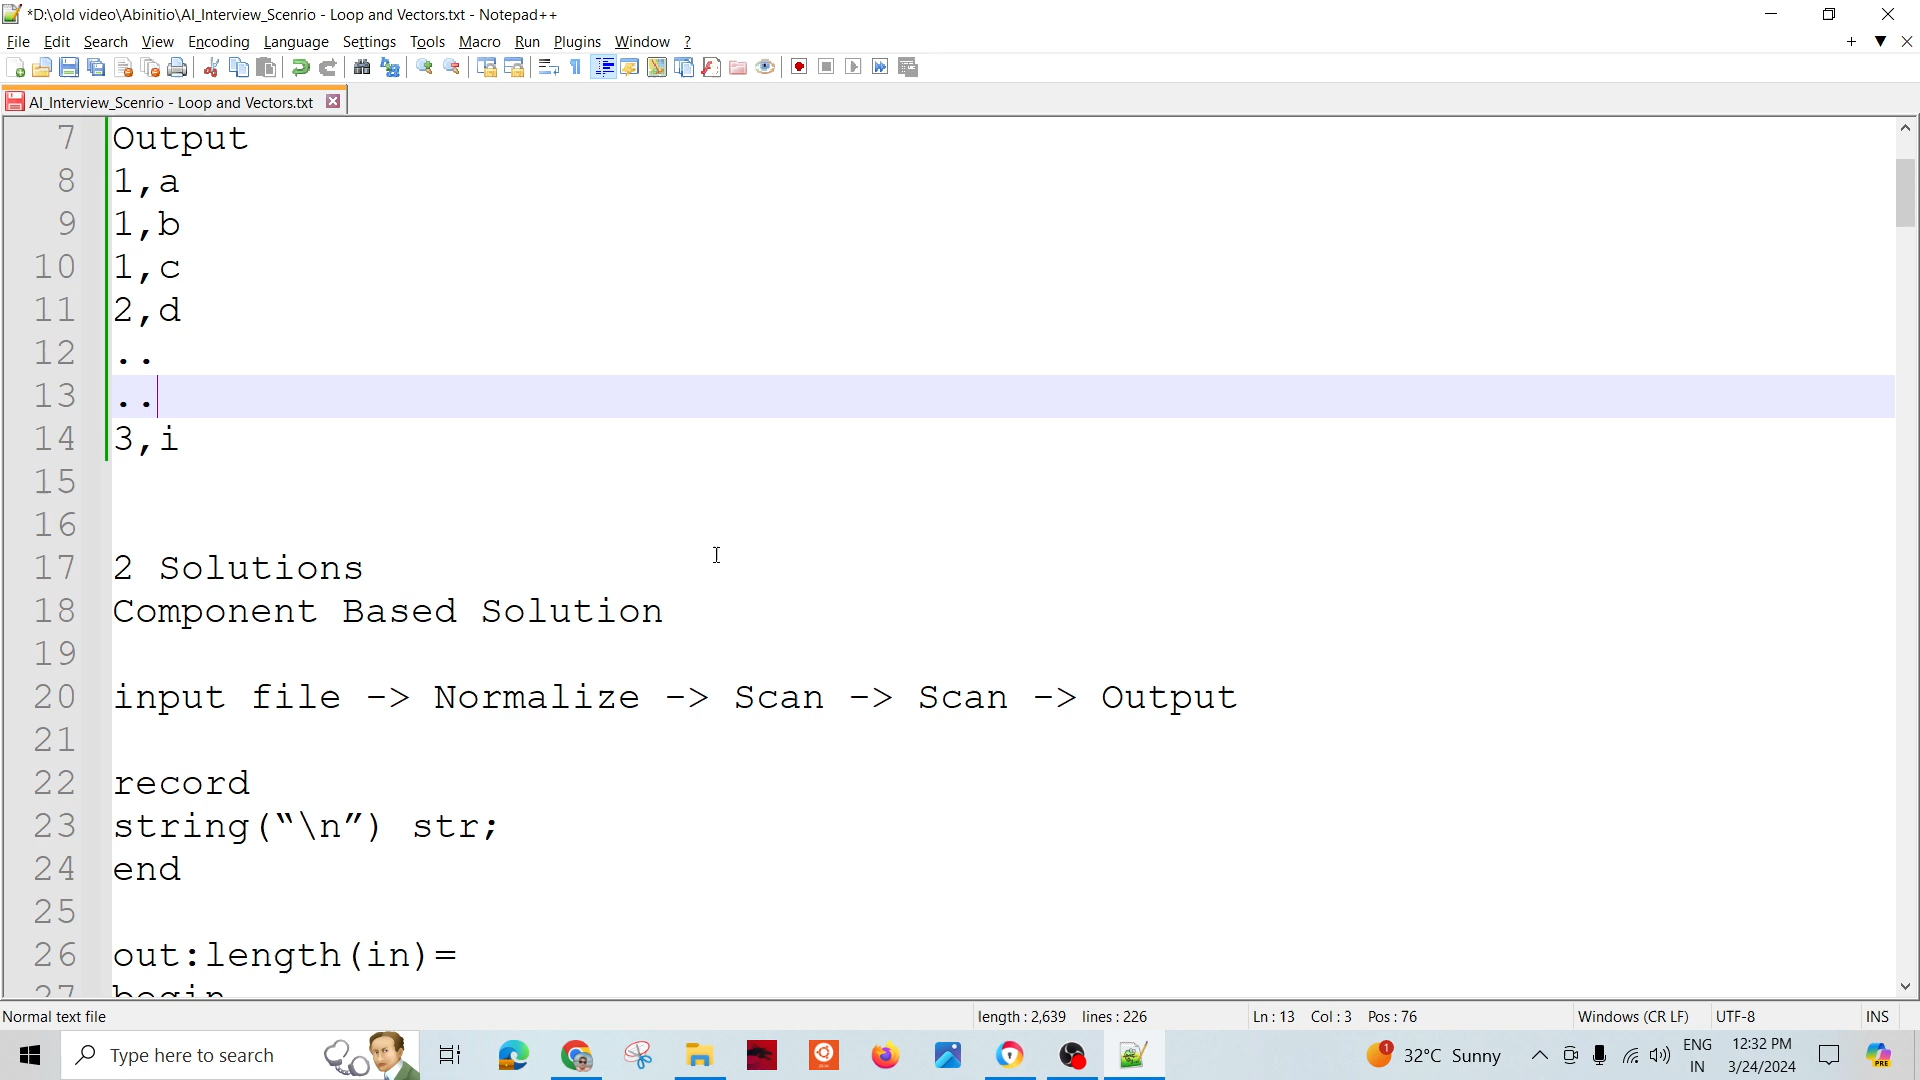 *D:\old video\Abinitio\AI_Interview_Scenrio - Loop and Vectors.txt - Notepad++
File Edit Search View Encoding Language Settings Tools Macro Run Plugins Window ?
AI_Interview_Scenrio - Loop and Vectors.txt
7 Output
8 1,a
9 1,b
10 1,c
11 2,d
12 ..
13 ..
14 3,i
15
16
17 2 Solutions
18 Component Based Solution
19
20 input file -> Normalize -> Scan -> Scan -> Output
21
22 record
23 string(“\n”) str;
24 end
25
26 out:length(in)=
27 begin
Normal text file length : 2,639 lines : 226 Ln : 13 Col : 3 Pos : 76 Windows (CR LF) UTF-8 INS
Type here to search 1 32°C Sunny ENG IN 12:32 PM 3/24/2024 PRE